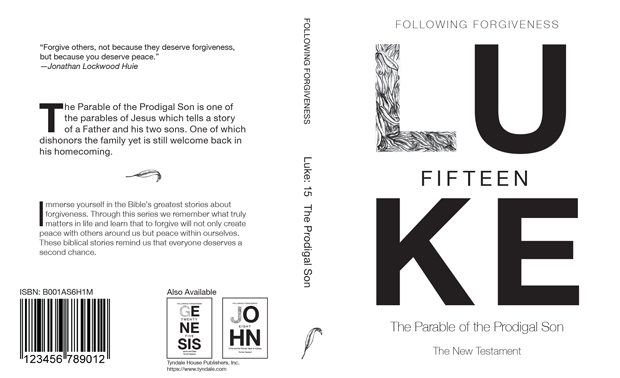 “Forgive others, not because they deserve forgiveness,
but because you deserve peace.”
—Jonathan Lockwood Huie
The Parable of the Prodigal Son is one of
the parables of Jesus which tells a story
of a Father and his two sons. One of which
dishonors the family yet is still welcome back in
his homecoming.
Immerse yourself in the Bible's greatest stories about
forgiveness. Through this series we remember what truly
matters in life and learn that to forgive will not only create
peace with others around us but peace within ourselves.
These biblical stories remind us that everyone deserves a
second chance.
ISBN: B001AS6H1M
123456 789012
Also Available
GE
NE
SIS
JO
EIGHT
HN
Tyndale House Publishers, Inc.
https://www.tyndale.com
FOLLOWING FORGIVENESS
Luke: 15 The Prodigal Son
FOLLOWING FORGIVENESS
LU
FIFTEEN
KE
The Parable of the Prodigal Son
The New Testament